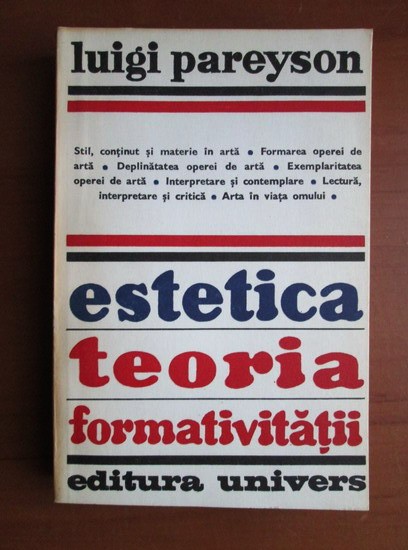 luigi pareyson
Stil, conținut și materie în artă • Formarea operei de
artă • Deplinătatea operei de artă • Exemplaritatea
operei de artă • Interpretare și contemplare • Lectură,
interpretare și critică • Arta în viața omului •
estetica
teoria
formativității
editura univers